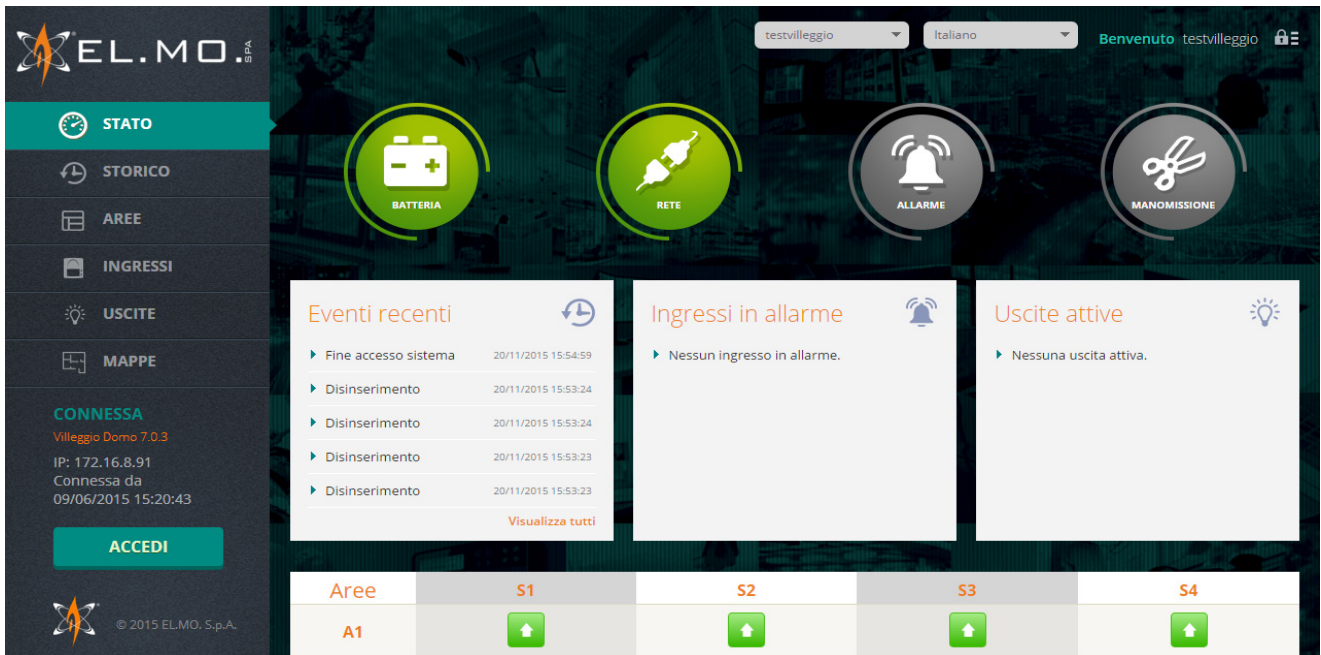 EL.MO. SPA
testvilleggio
Italiano
Benvenuto testvilleggio
STATO
STORICO
AREE
INGRESSI
USCITE
MAPPE
CONNESSA
Villeggio Domo 7.0.3
IP: 172.16.8.91
Connessa da
09/06/2015 15:20:43
ACCEDI
© 2015 EL.MO. S.p.A.
BATTERIA
RETE
ALLARME
MANOMISSIONE
Eventi recenti
Fine accesso sistema 20/11/2015 15:54:59
Disinserimento 20/11/2015 15:53:24
Disinserimento 20/11/2015 15:53:24
Disinserimento 20/11/2015 15:53:23
Disinserimento 20/11/2015 15:53:23
Visualizza tutti
Ingressi in allarme
Nessun ingresso in allarme.
Uscite attive
Nessuna uscita attiva.
Aree S1 S2 S3 S4
A1